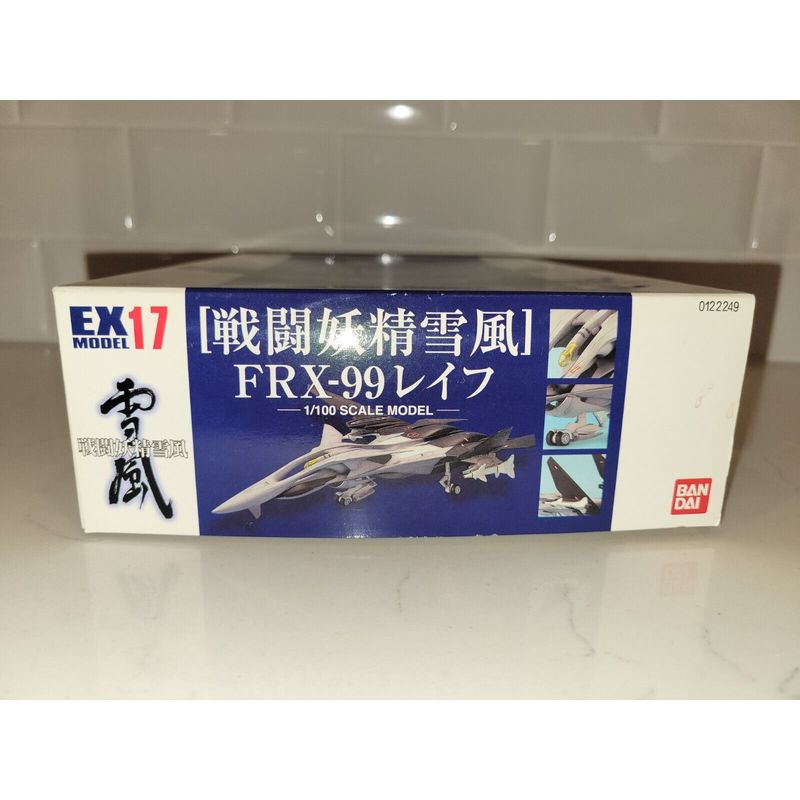 EX
MODEL 17
雪風
戦闘妖精雪風
[戦闘妖精雪風]
FRX-99レイフ
1/100 SCALE MODEL
0122249
BAN
DAI